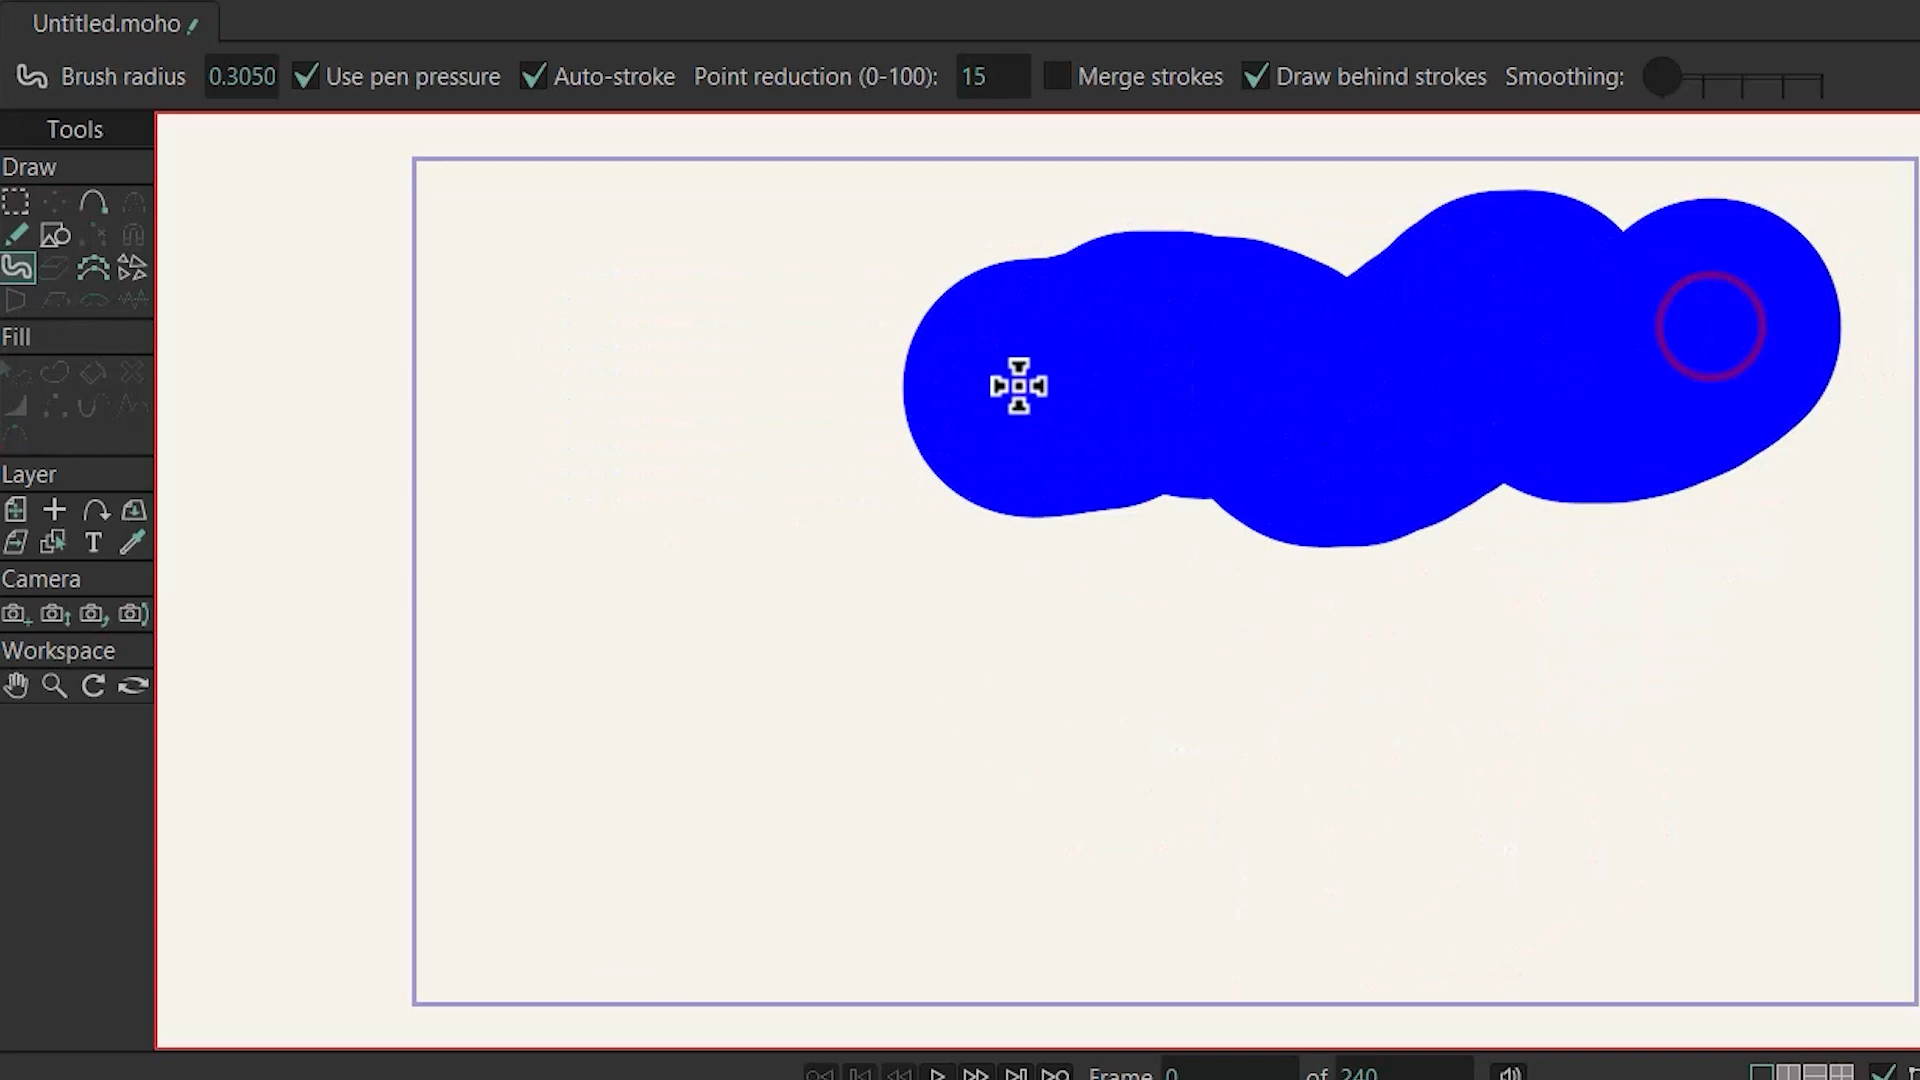 Untitled.moho
Brush radius 0.3050 Use pen pressure Auto-stroke Point reduction (0-100): 15 Merge strokes Draw behind strokes Smoothing:
Tools
Draw
Fill
Layer
T
Camera
Workspace
Frame 0 of 240